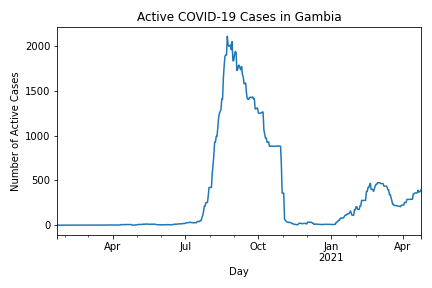 Active COVID-19 Cases in Gambia
Number of Active Cases
2000
1500
1000
500
0
Apr
Jul
Oct
Jan
2021
Apr
Day